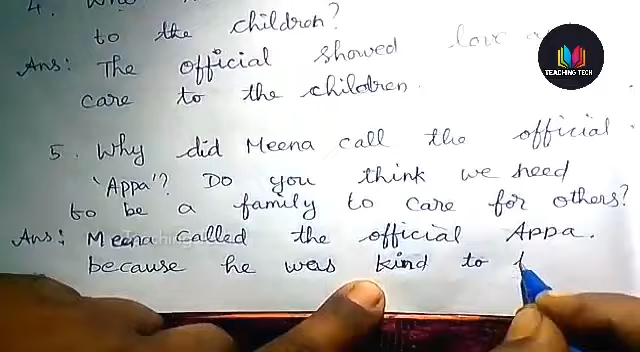 4. Who
to the children?
Ans: The official showed love
care to the children.
5. Why did Meena call the official
'Appa'? Do you think we need
to be a family to care for others?
Ans: Meena called the official Appa.
because he was kind to
TEACHING TECH